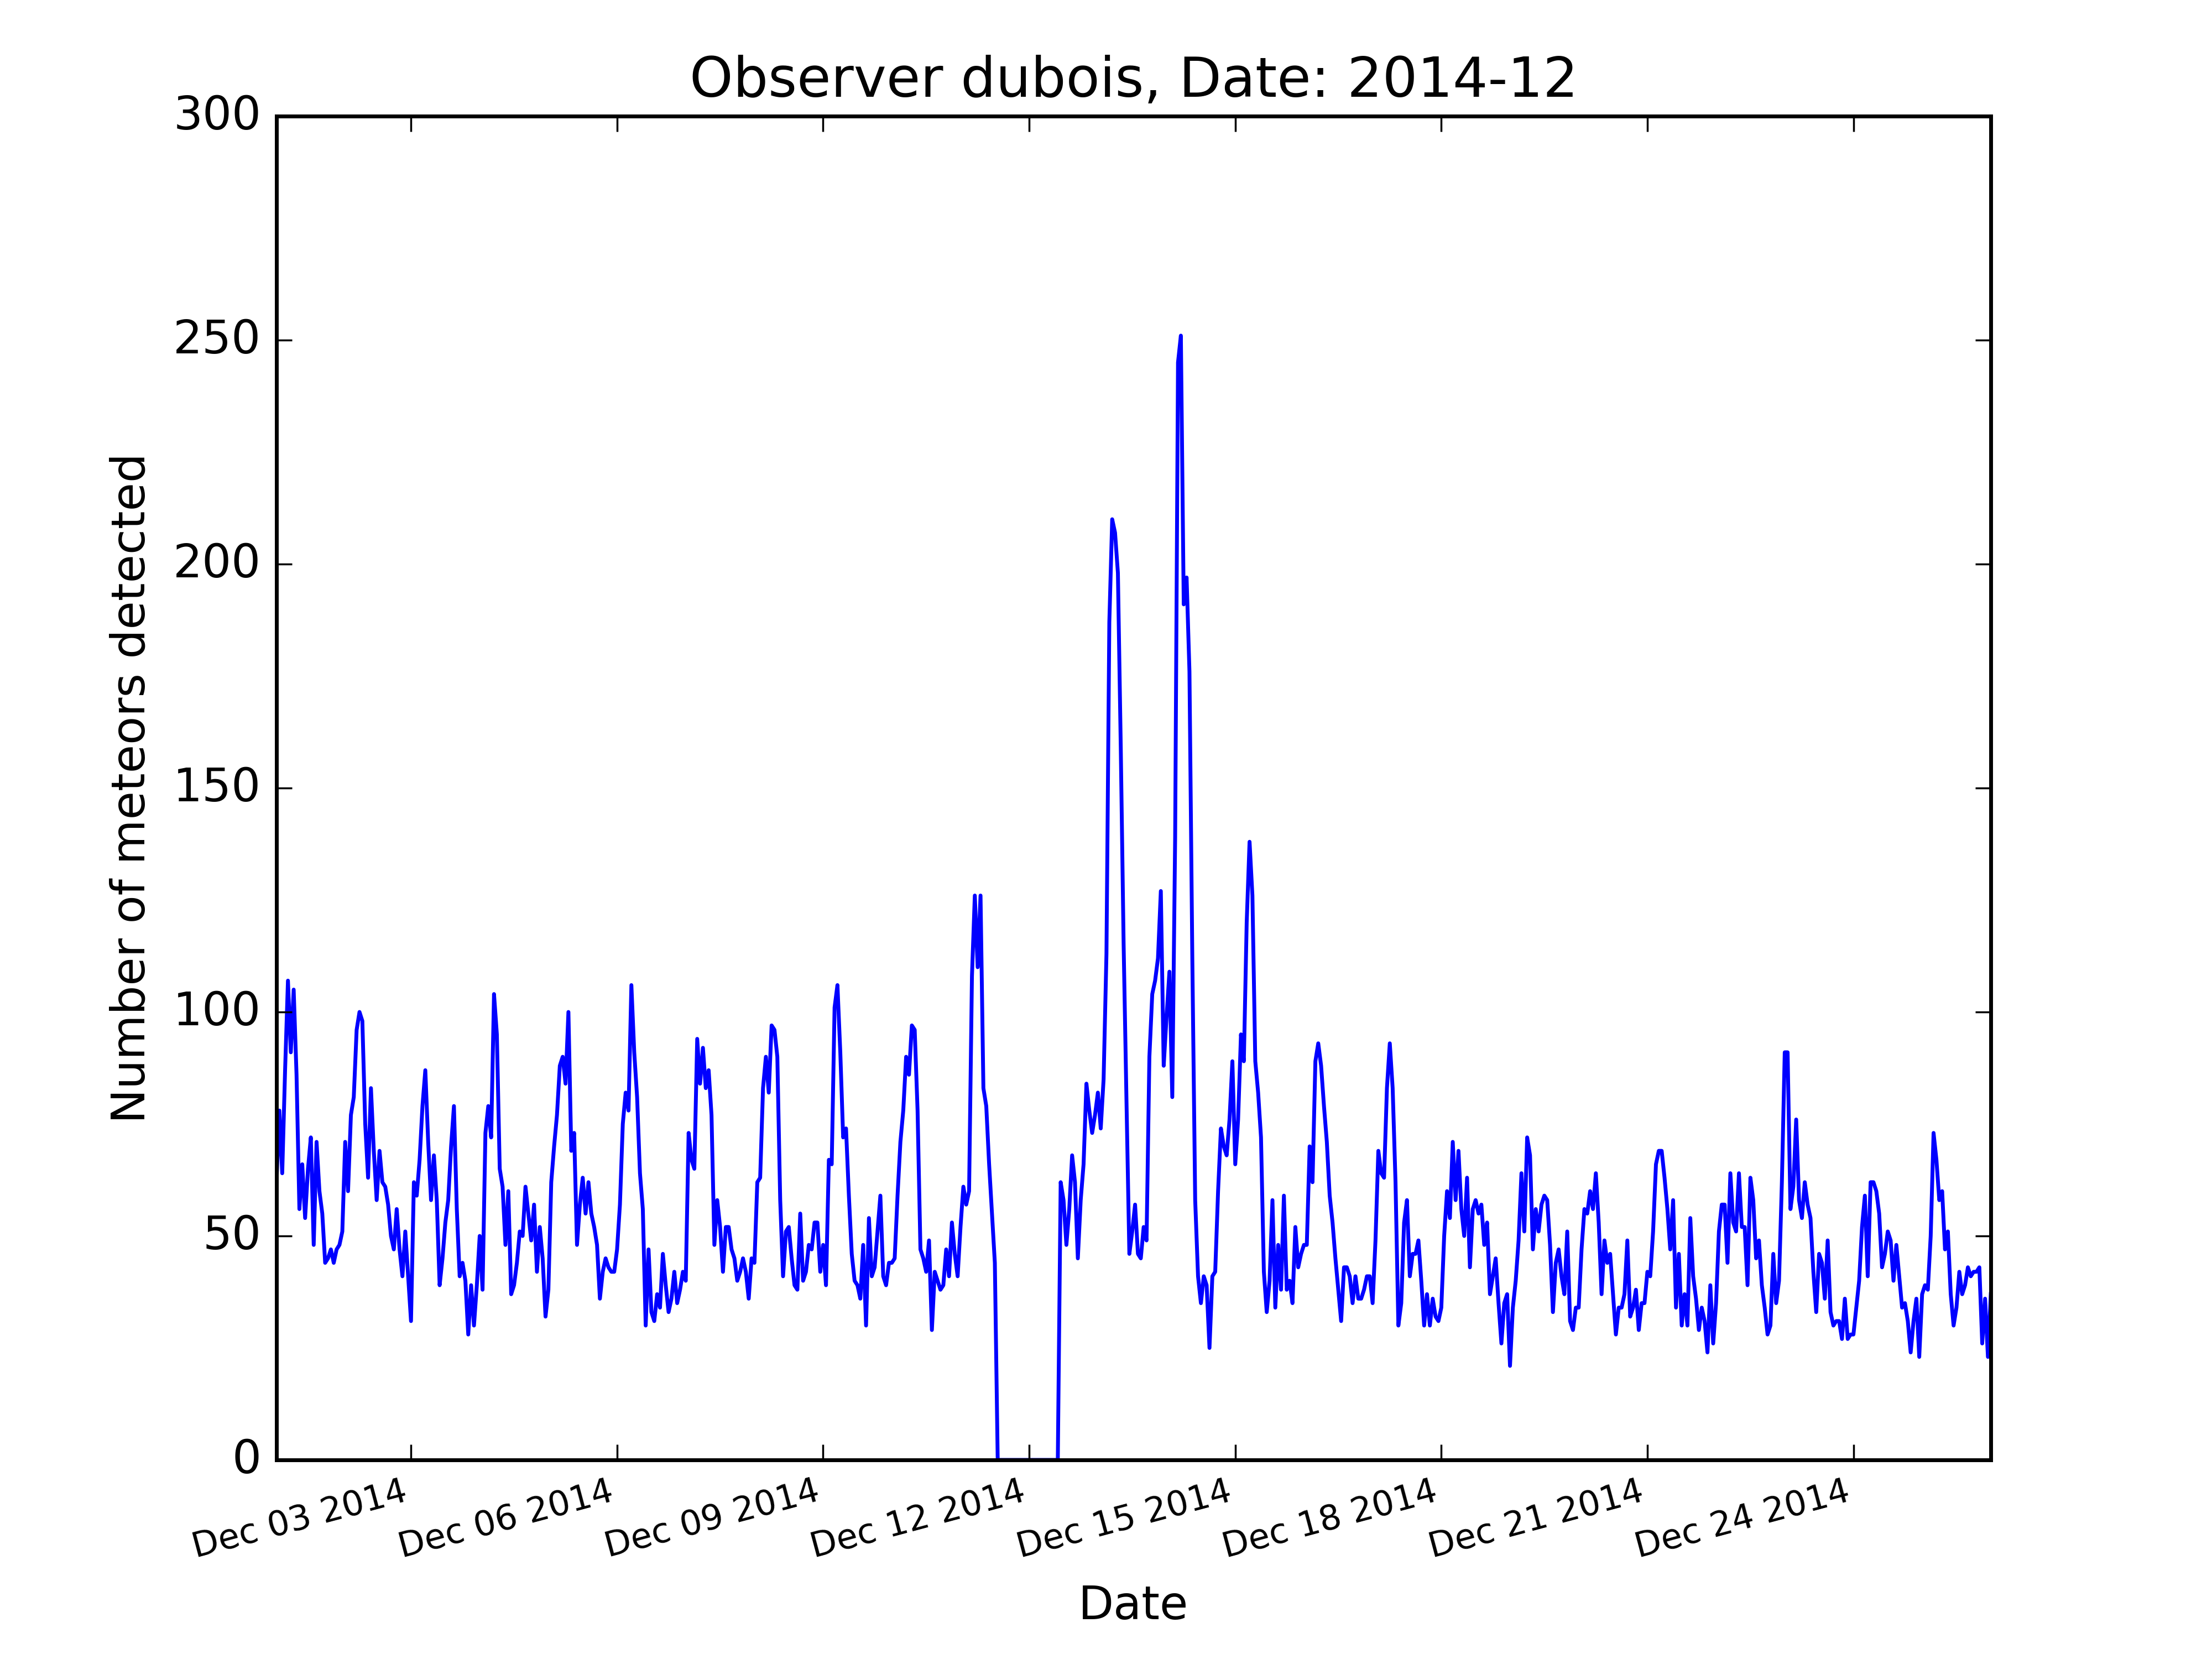 Observer dubois, Date: 2014-12
300
250
200
150
100
50
0
Number of meteors detected
Dec 03 2014
Dec 06 2014
Dec 09 2014
Dec 12 2014
Dec 15 2014
Dec 18 2014
Dec 21 2014
Dec 24 2014
Date